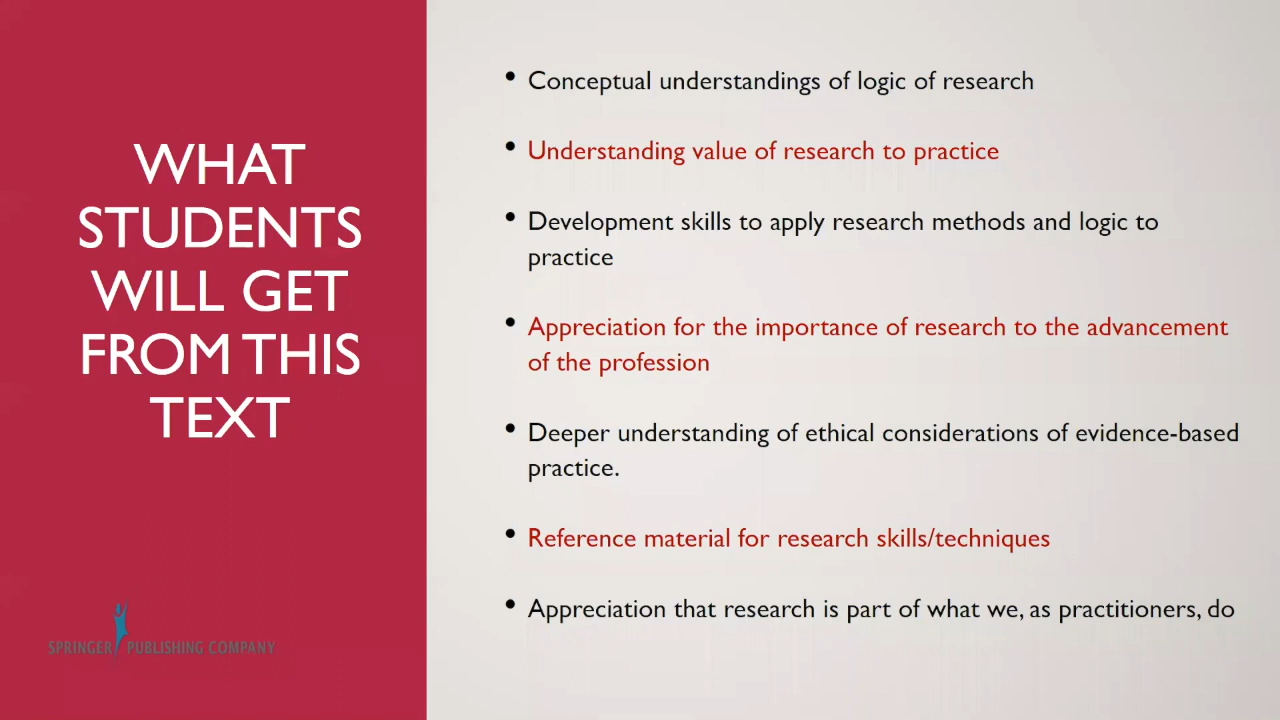 WHAT
STUDENTS
WILL GET
FROM THIS
TEXT
SPRINGER PUBLISHING COMPANY
• Conceptual understandings of logic of research
• Understanding value of research to practice
• Development skills to apply research methods and logic to
practice
• Appreciation for the importance of research to the advancement
of the profession
• Deeper understanding of ethical considerations of evidence-based
practice.
• Reference material for research skills/techniques
• Appreciation that research is part of what we, as practitioners, do